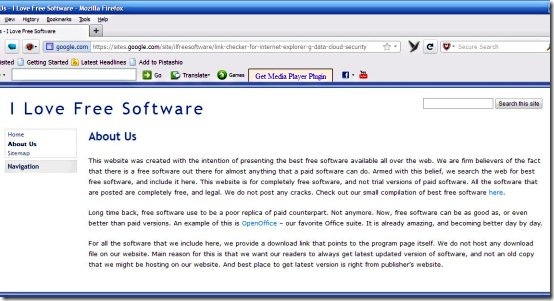 Us - I Love Free Software - Mozilla Firefox
View History Bookmarks Tools Help
s - I Love Free Software
google.com https://sites.google.com/site/ilfreesoftware/link-checker-for-internet-explorer-g-data-cloud-security
isited Getting Started Latest Headlines Add to Pistashio
Go Translate Games Get Media Player Plugin
I Love Free Software
Search this site
Home
About Us
Sitemap
Navigation
About Us
This website was created with the intention of presenting the best free software available all over the web. We are firm believers of the fact
that there is a free software out there for almost anything that a paid software can do. Armed with this belief, we search the web for best
free software, and include it here. This website is for completely free software, and not trial versions of paid software. All the software that
are posted are completely free, and legal. We do not post any cracks. Check out our small compilation of best free software here.
Long time back, free software use to be a poor replica of paid counterpart. Not anymore. Now, free software can be as good as, or even
better than paid versions. An example of this is OpenOffice – our favorite Office suite. It is already amazing, and becoming better day by day.
For all the software that we include here, we provide a download link that points to the program page itself. We do not host any download
file on our website. Main reason for this is that we want our readers to always get latest updated version of software, and not an old copy
that we might be hosting on our website. And best place to get latest version is right from publisher's website.